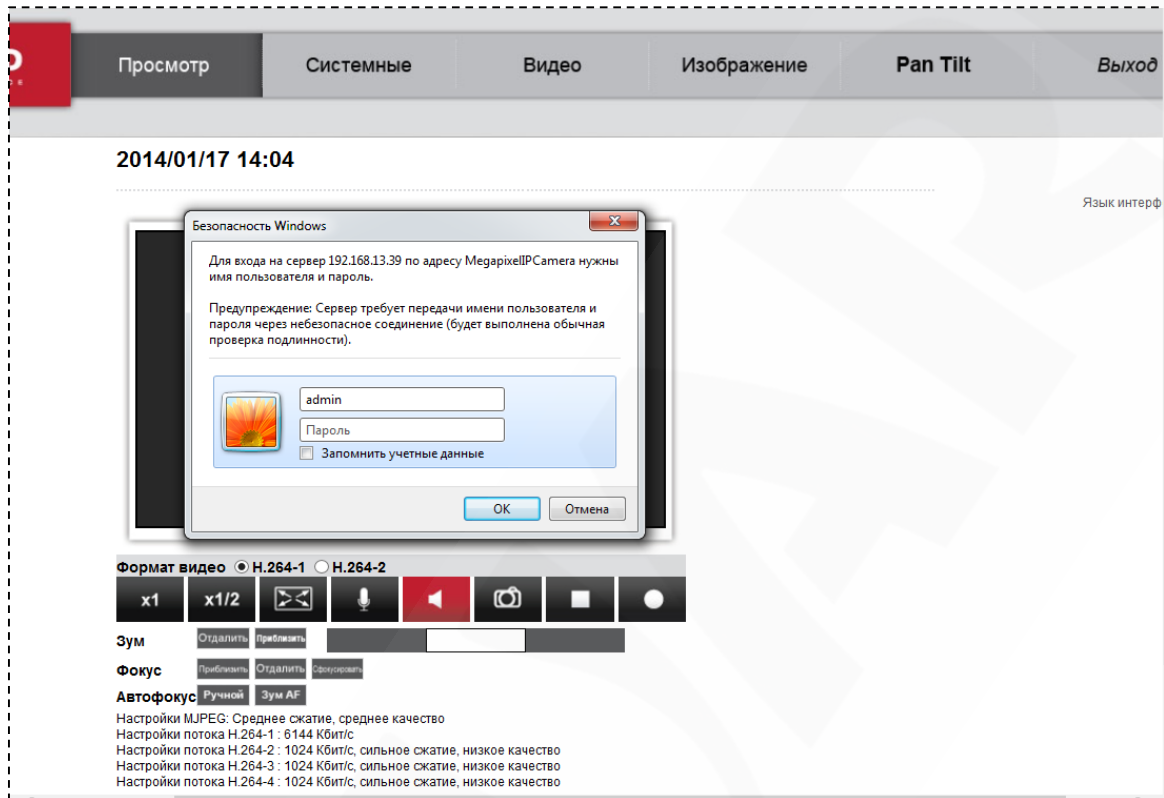 Просмотр Системные Видео Изображение Pan Tilt Выход
2014/01/17 14:04
Язык интерф
Безопасность Windows
Для входа на сервер 192.168.13.39 по адресу MegapixelIPCamera нужны
имя пользователя и пароль.
Предупреждение: Сервер требует передачи имени пользователя и
пароля через небезопасное соединение (будет выполнена обычная
проверка подлинности).
admin
Пароль
Запомнить учетные данные
ОК Отмена
Формат видео H.264-1 H.264-2
x1 x1/2
Зум Отдалить Приблизить
Фокус Приблизить Отдалить Сфокусировать
Автофокус Ручной Зум AF
Настройки MJPEG: Среднее сжатие, среднее качество
Настройки потока H.264-1 : 6144 Кбит/с
Настройки потока H.264-2 : 1024 Кбит/с, сильное сжатие, низкое качество
Настройки потока H.264-3 : 1024 Кбит/с, сильное сжатие, низкое качество
Настройки потока H.264-4 : 1024 Кбит/с, сильное сжатие, низкое качество